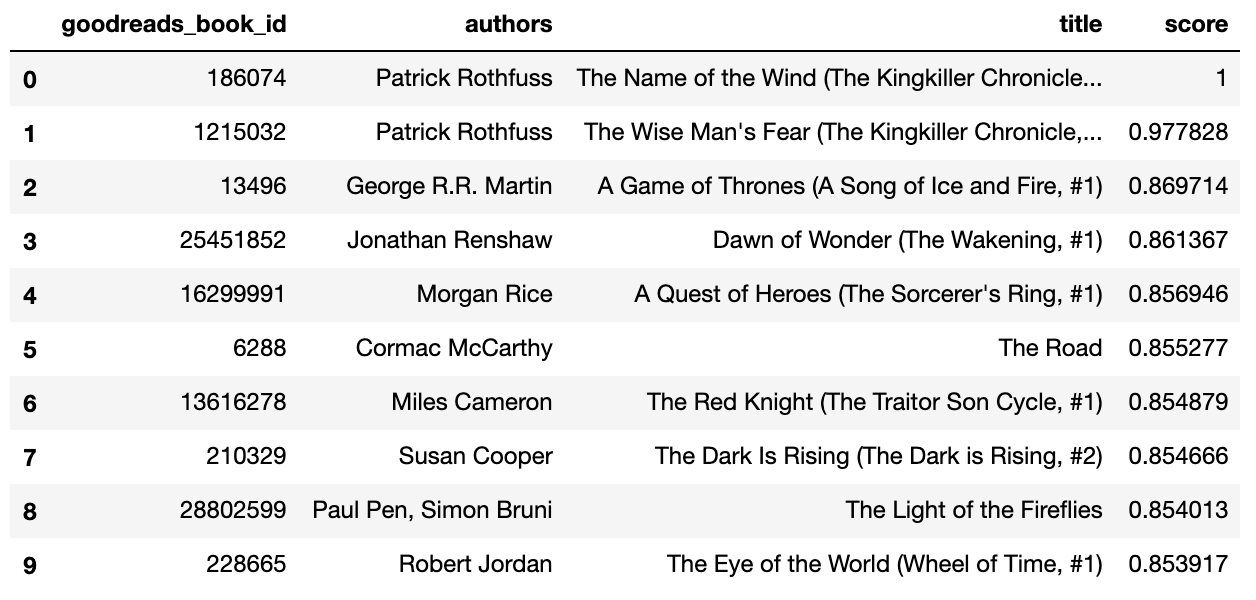 goodreads_book_id authors title score
0 186074 Patrick Rothfuss The Name of the Wind (The Kingkiller Chronicle... 1
1 1215032 Patrick Rothfuss The Wise Man's Fear (The Kingkiller Chronicle,... 0.977828
2 13496 George R.R. Martin A Game of Thrones (A Song of Ice and Fire, #1) 0.869714
3 25451852 Jonathan Renshaw Dawn of Wonder (The Wakening, #1) 0.861367
4 16299991 Morgan Rice A Quest of Heroes (The Sorcerer's Ring, #1) 0.856946
5 6288 Cormac McCarthy The Road 0.855277
6 13616278 Miles Cameron The Red Knight (The Traitor Son Cycle, #1) 0.854879
7 210329 Susan Cooper The Dark Is Rising (The Dark is Rising, #2) 0.854666
8 28802599 Paul Pen, Simon Bruni The Light of the Fireflies 0.854013
9 228665 Robert Jordan The Eye of the World (Wheel of Time, #1) 0.853917